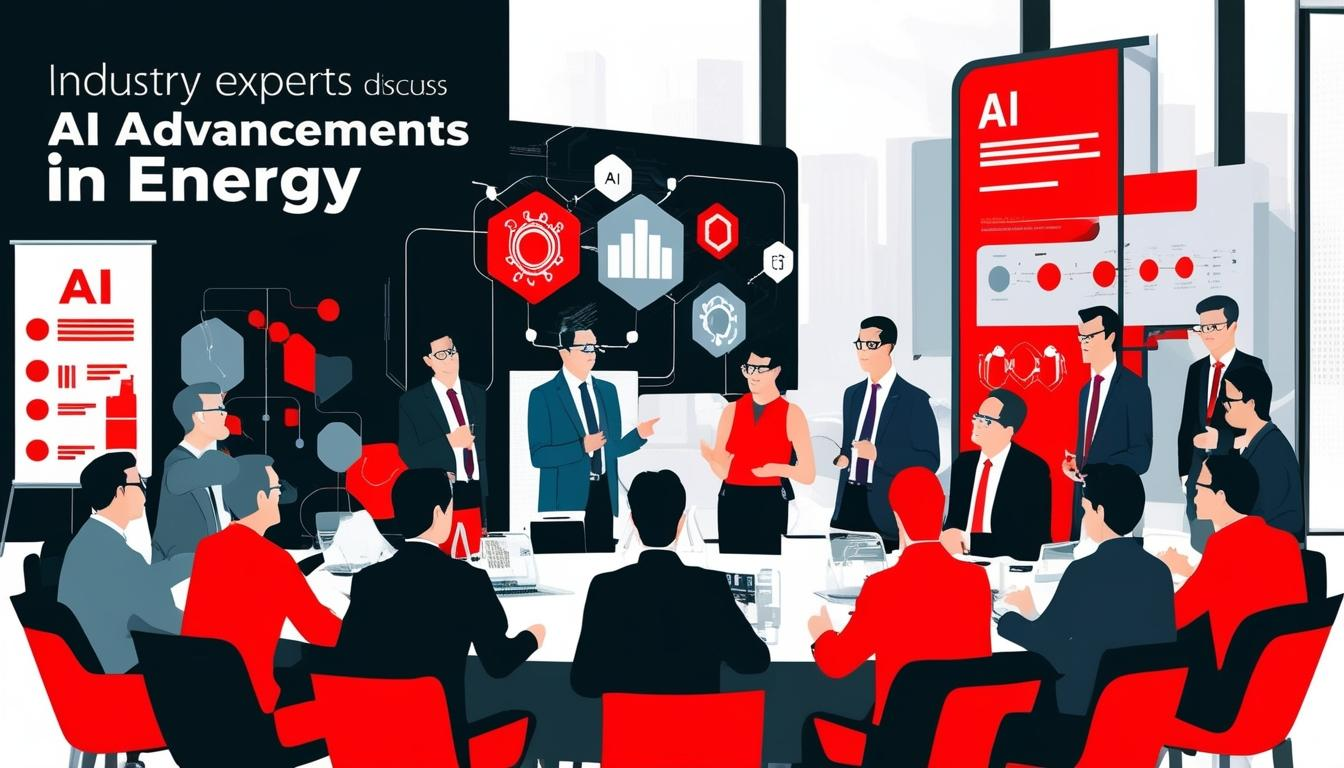 Industry experts discuss
AI Advancements
in Energy
AI
AI
AI